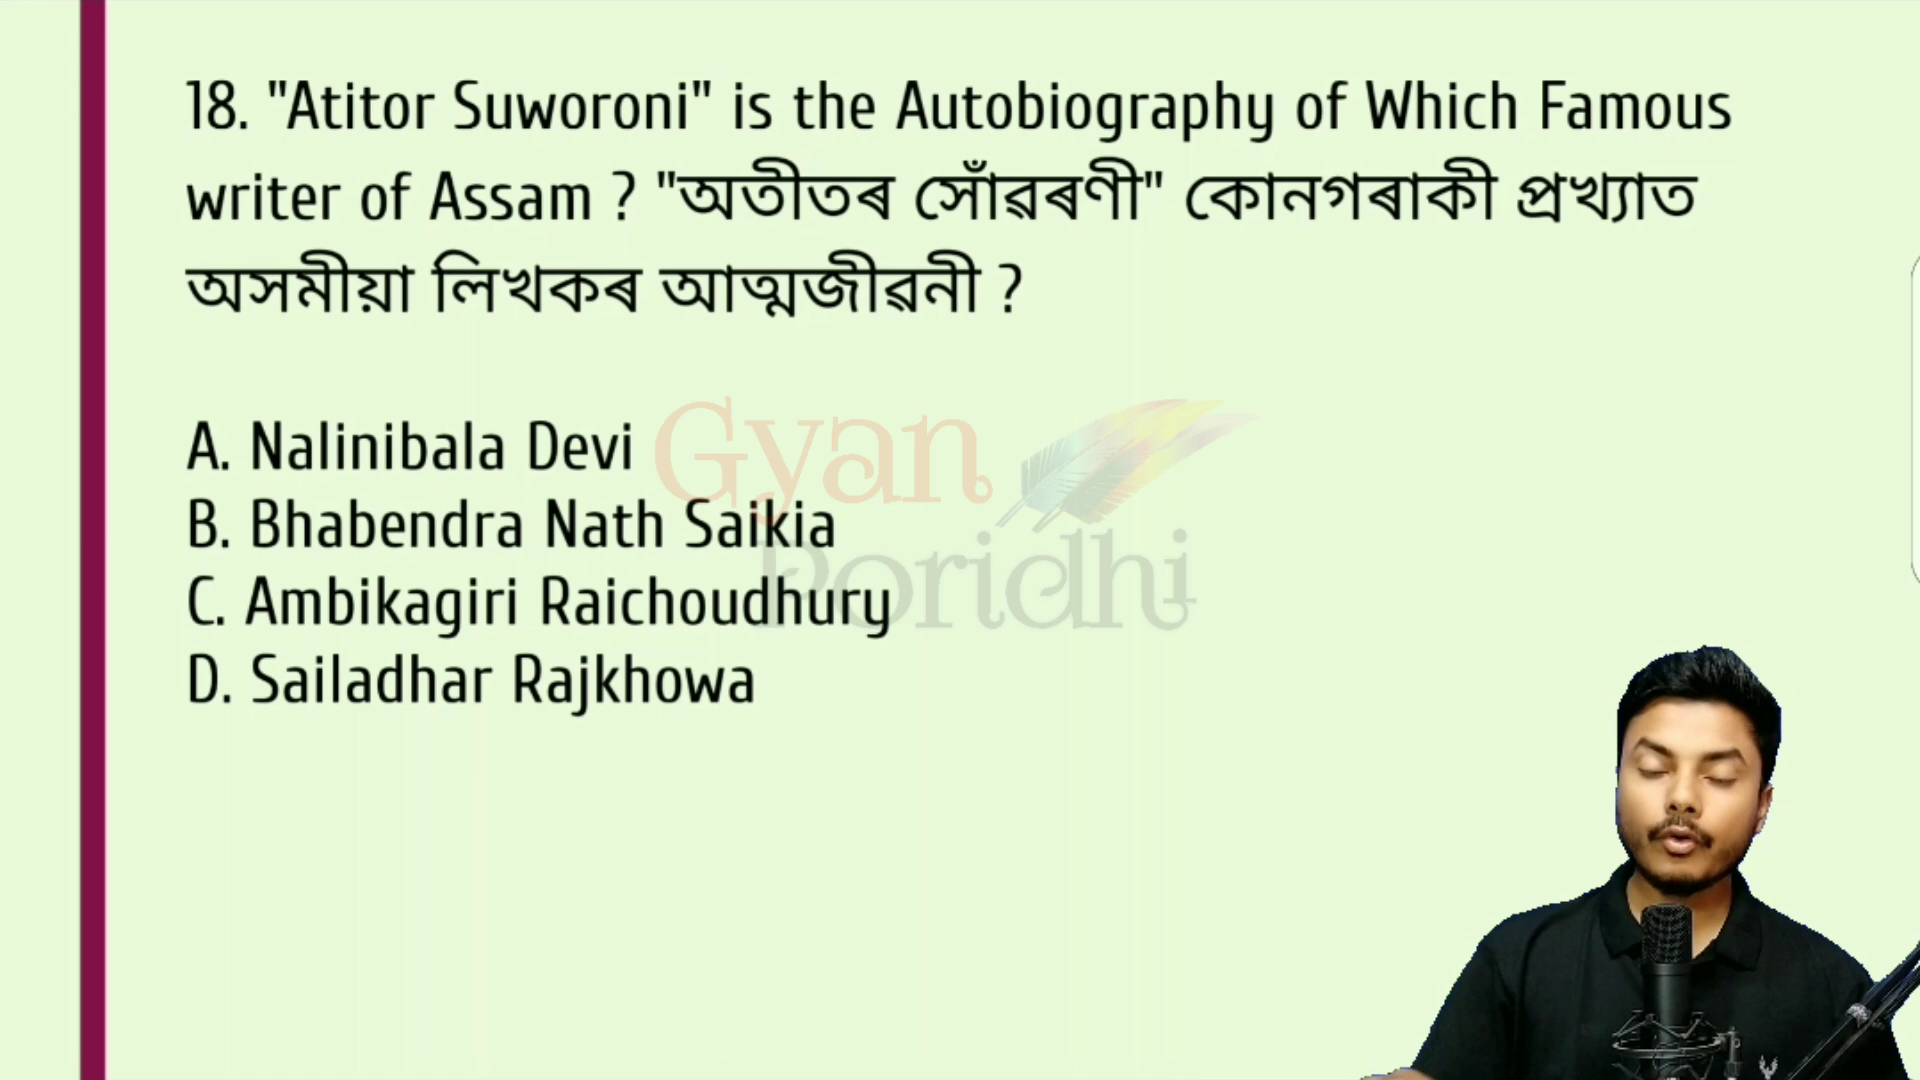 18. "Atitor Suworoni" is the Autobiography of Which Famous
writer of Assam ? "অতীতৰ সোঁৱৰণী" কোনগৰাকী প্ৰখ্যাত
অসমীয়া লিখকৰ আত্মজীৱনী ?
A. Nalinibala Devi
B. Bhabendra Nath Saikia
C. Ambikagiri Raichoudhury
D. Sailadhar Rajkhowa
Gyan
Poridhi